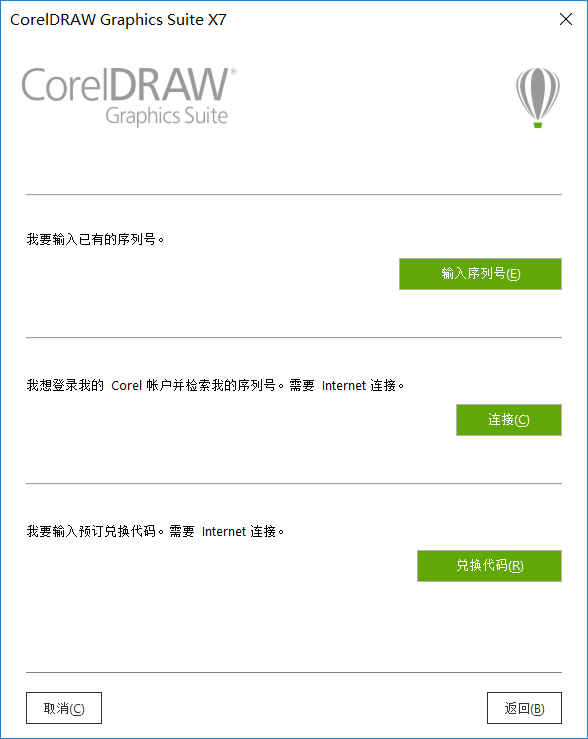 CorelDRAW Graphics Suite X7
CorelDRAW®
Graphics Suite
我要输入已有的序列号。
输入序列号(E)
我想登录我的 Corel 帐户并检索我的序列号。需要 Internet 连接。
连接(C)
我要输入预订兑换代码。需要 Internet 连接。
兑换代码(R)
取消(C)
返回(B)